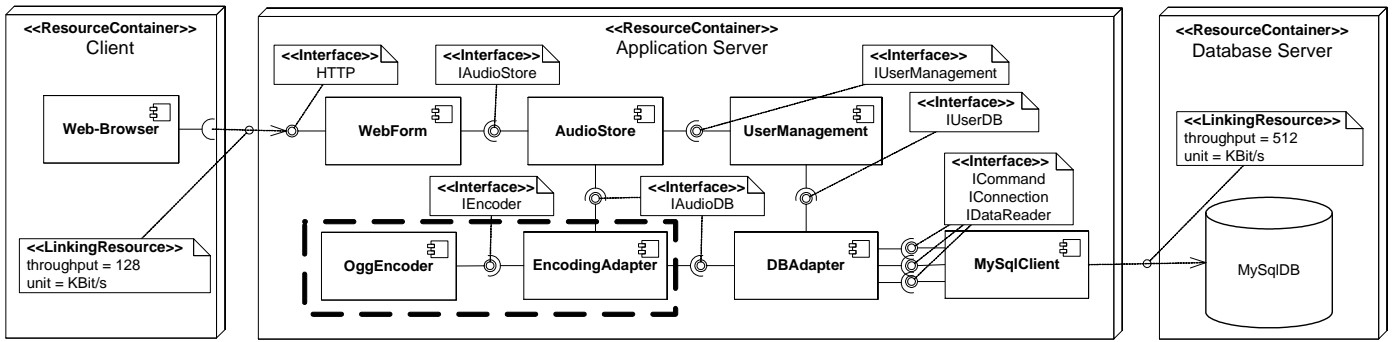 <<ResourceContainer>>
Client
Web-Browser
<<LinkingResource>>
throughput = 128
unit = KBit/s
<<ResourceContainer>>
Application Server
<<Interface>>
HTTP
<<Interface>>
IAudioStore
<<Interface>>
IUserManagement
<<Interface>>
IUserDB
WebForm
AudioStore
UserManagement
<<Interface>>
IEncoder
<<Interface>>
IAudioDB
<<Interface>>
ICommand
IConnection
IDataReader
OggEncoder
EncodingAdapter
DBAdapter
MySqlClient
<<ResourceContainer>>
Database Server
<<LinkingResource>>
throughput = 512
unit = KBit/s
MySqlDB